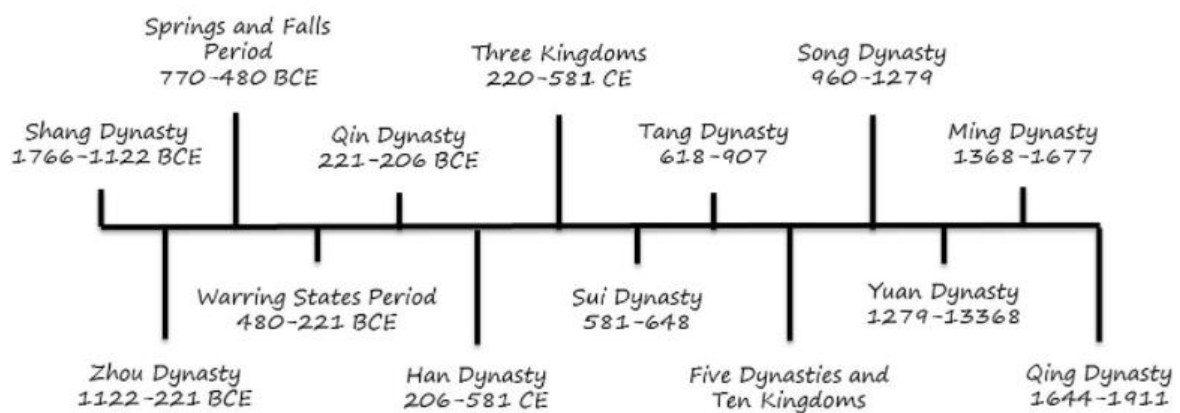 Springs and Falls
Period
770-480 BCE
Three Kingdoms
220-581 CE
Song Dynasty
960-1279
Shang Dynasty
1766-1122 BCE
Qin Dynasty
221-206 BCE
Tang Dynasty
618-907
Ming Dynasty
1368-1677
Warring States Period
480-221 BCE
Sui Dynasty
581-648
Yuan Dynasty
1279-13368
Zhou Dynasty
1122-221 BCE
Han Dynasty
206-581 CE
Five Dynasties and
Ten Kingdoms
Qing Dynasty
1644-1911